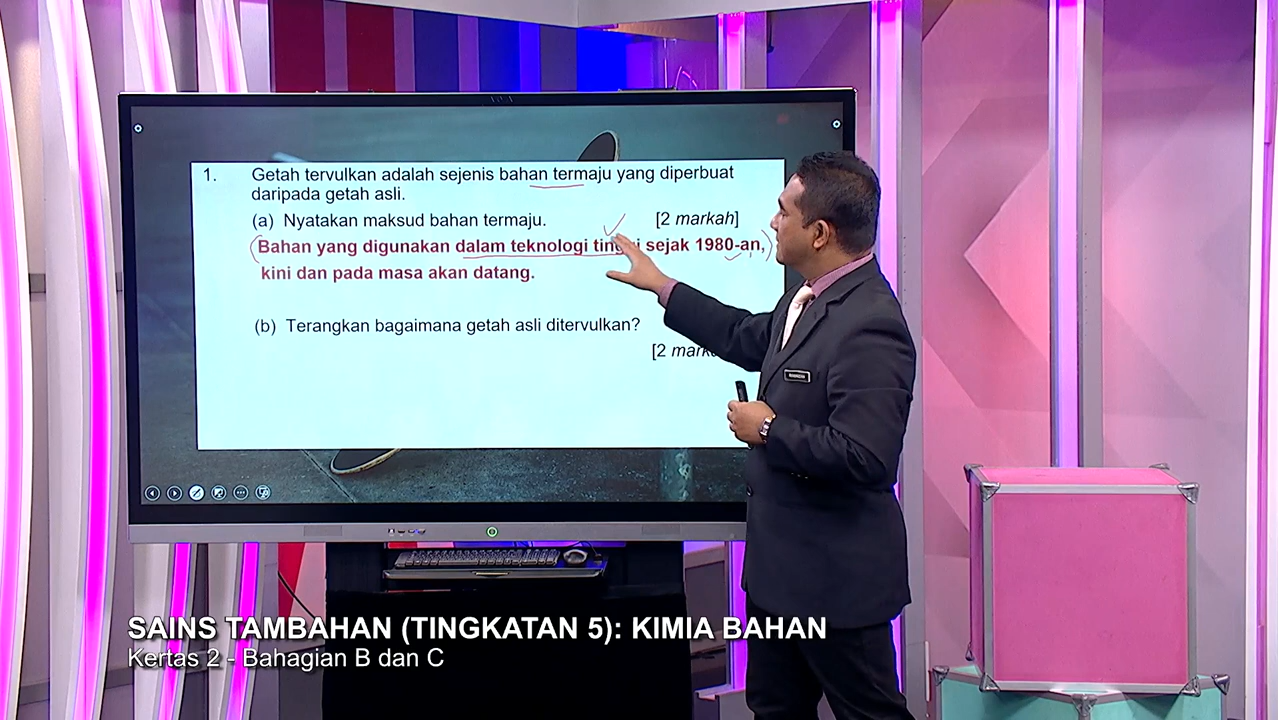 1. Getah tervulkan adalah sejenis bahan termaju yang diperbuat
daripada getah asli.
(a) Nyatakan maksud bahan termaju. [2 markah]
Bahan yang digunakan dalam teknologi sejak 1980-an,
kini dan pada masa akan datang.
(b) Terangkan bagaimana getah asli ditervulkan?
[2
SAINS TAMBAHAN (TINGKATAN 5): KIMIA BAHAN
Kertas 2 - Bahagian B dan C